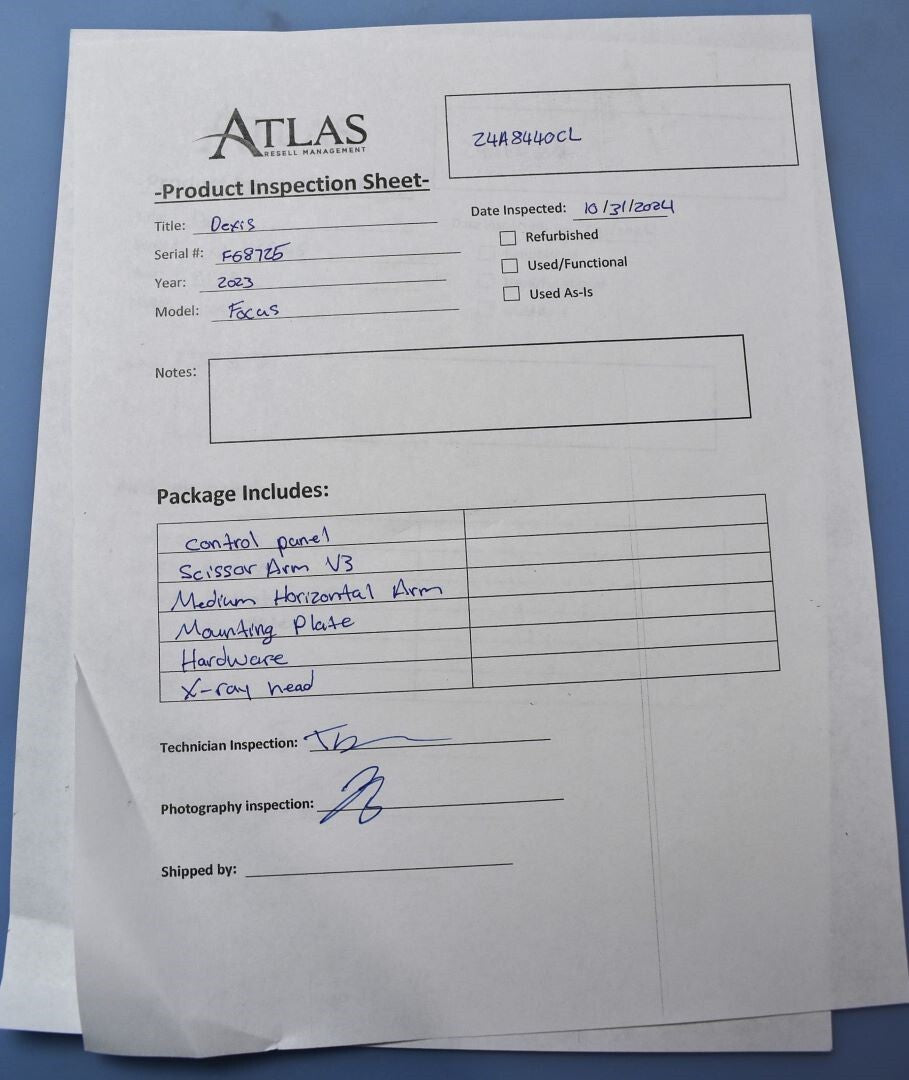 ATLAS
RESELL MANAGEMENT
24A8440CL
-Product Inspection Sheet-
Title: Dexis
Serial #: F68725
Year: 2023
Model: Focus
Date Inspected: 10/31/2024
Refurbished
Used/Functional
Used As-Is
Notes:
Package Includes:
Control panel
Scissor Arm V3
Medium Horizontal Arm
Mounting Plate
Hardware
X-ray head
Technician Inspection:
Photography inspection:
Shipped by: